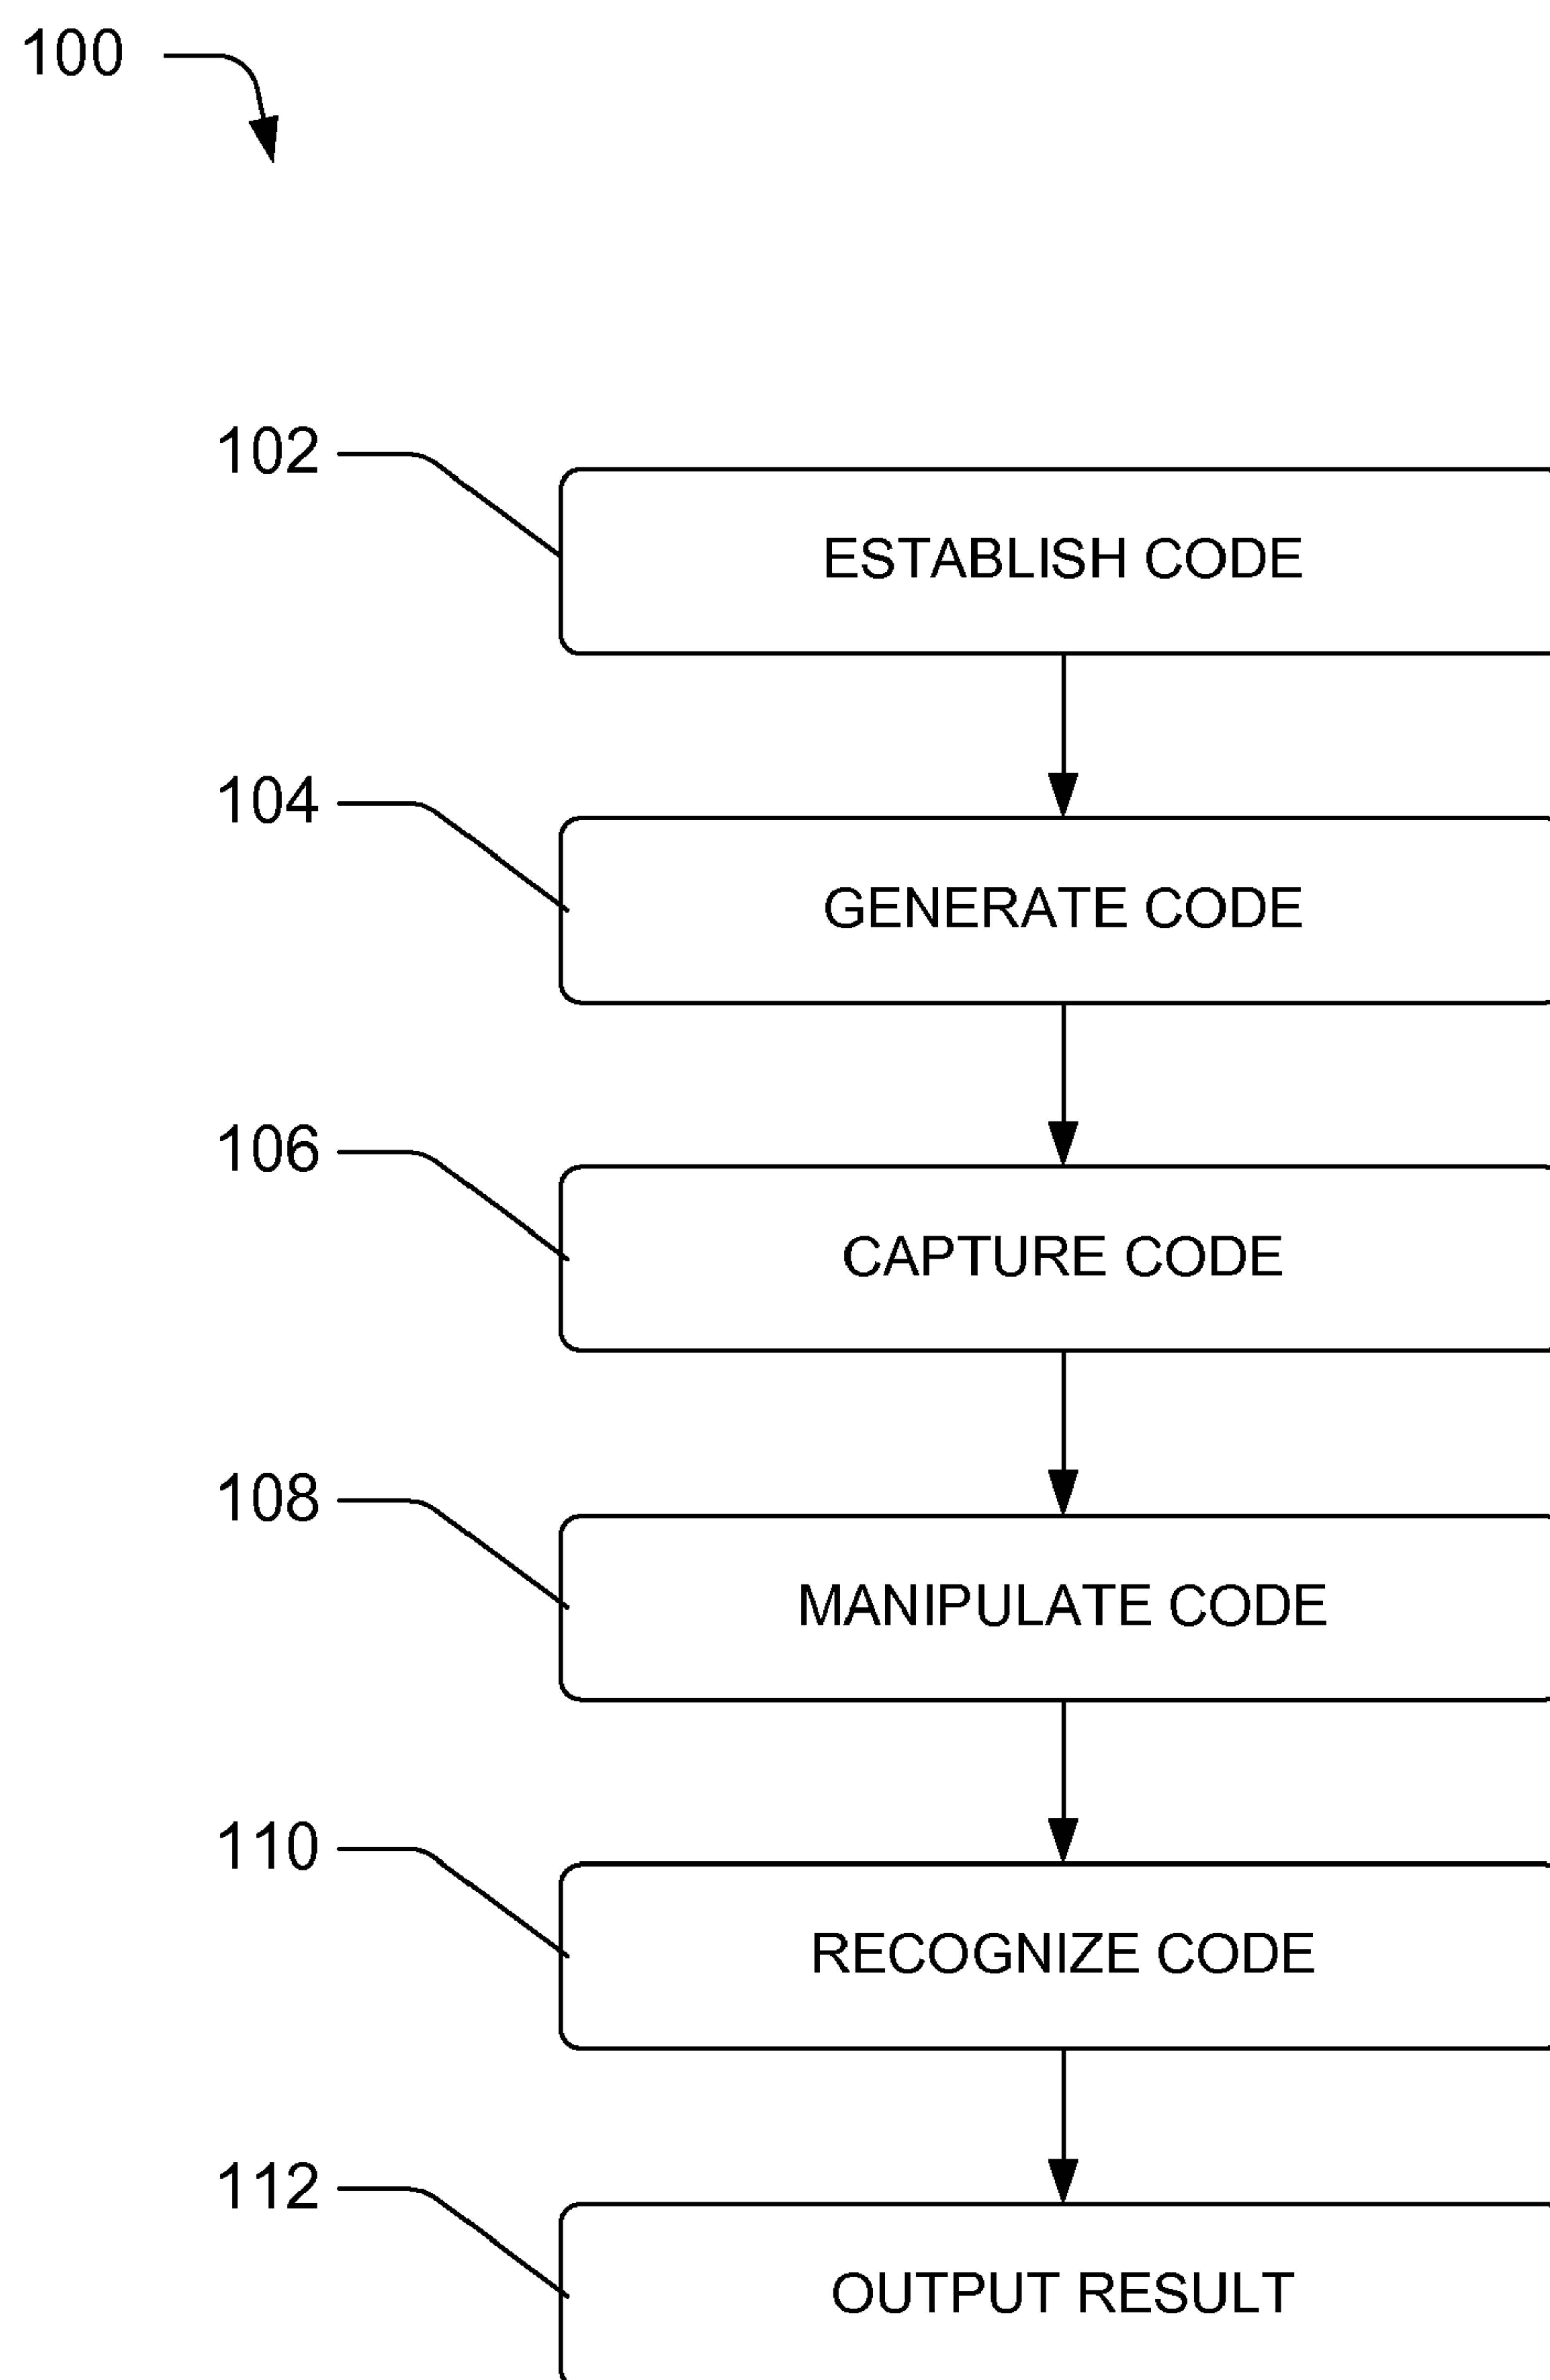 100
102
ESTABLISH CODE
104
GENERATE CODE
106
CAPTURE CODE
108
MANIPULATE CODE
110
RECOGNIZE CODE
112
OUTPUT RESULT